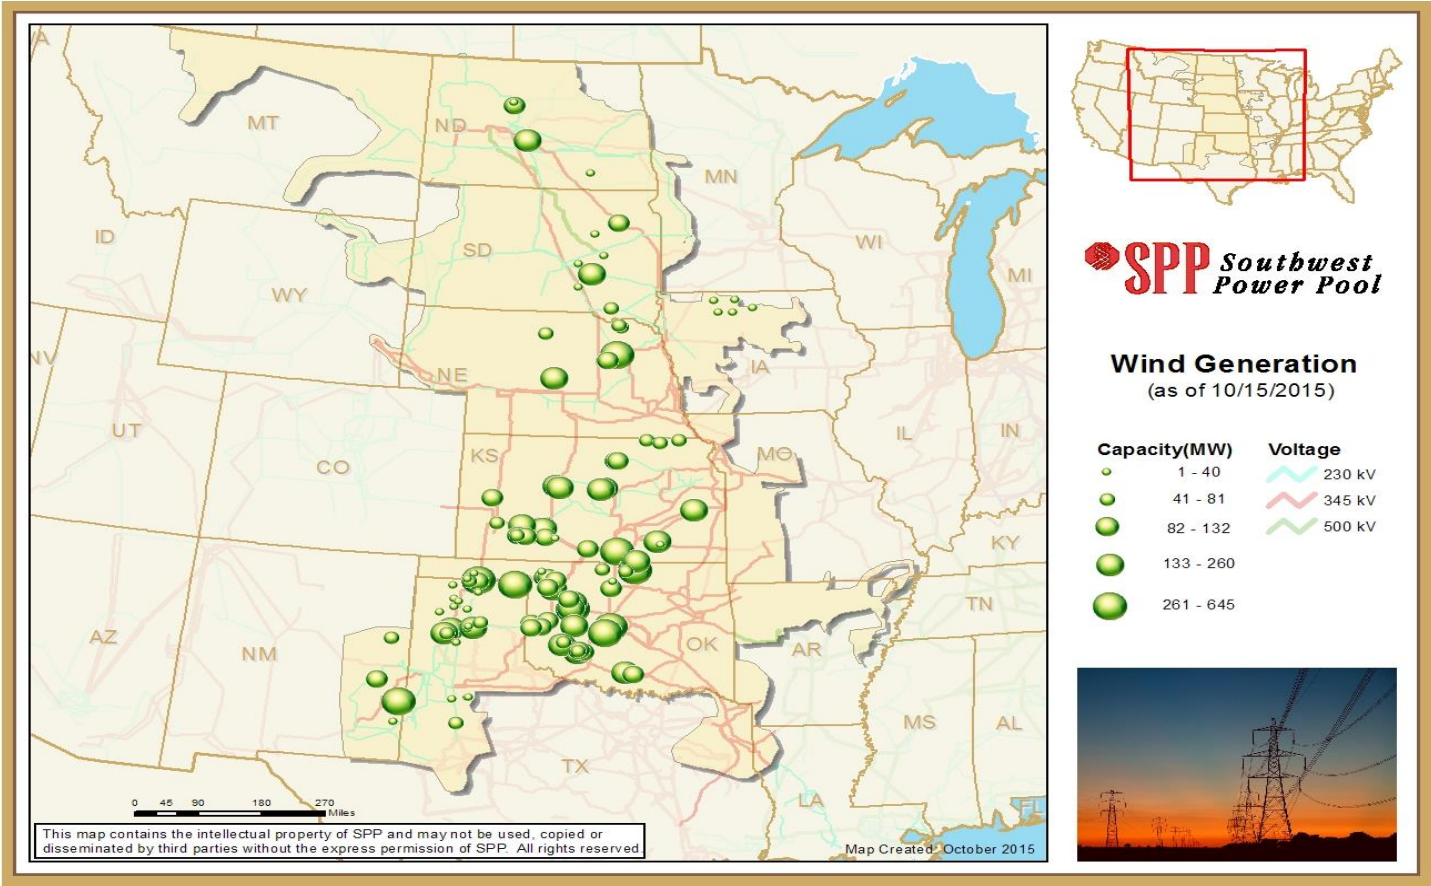 WA
MT
ND
MN
ID
SD
WI
MI
WY
NV
NE
IA
UT
CO
KS
MO
IL
IN
KY
AZ
NM
OK
AR
TN
TX
MS
AL
LA
FL
0 45 90 180 270
Miles
This map contains the intellectual property of SPP and may not be used, copied or
disseminated by third parties without the express permission of SPP. All rights reserved.
Map Created: October 2015
SPP Southwest
Power Pool
Wind Generation
(as of 10/15/2015)
Capacity(MW) Voltage
1 - 40 230 kV
41 - 81 345 kV
82 - 132 500 kV
133 - 260
261 - 645